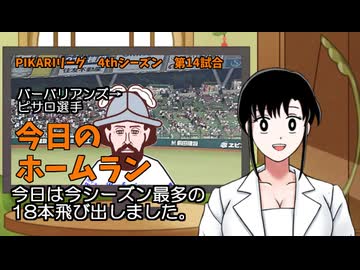 PIKARIリーグ 4thシーズン 第14試合
バーバリアンズ→
ピサロ選手
今日の
ホームラン
今日は今シーズン最多の
18本飛び出しました。